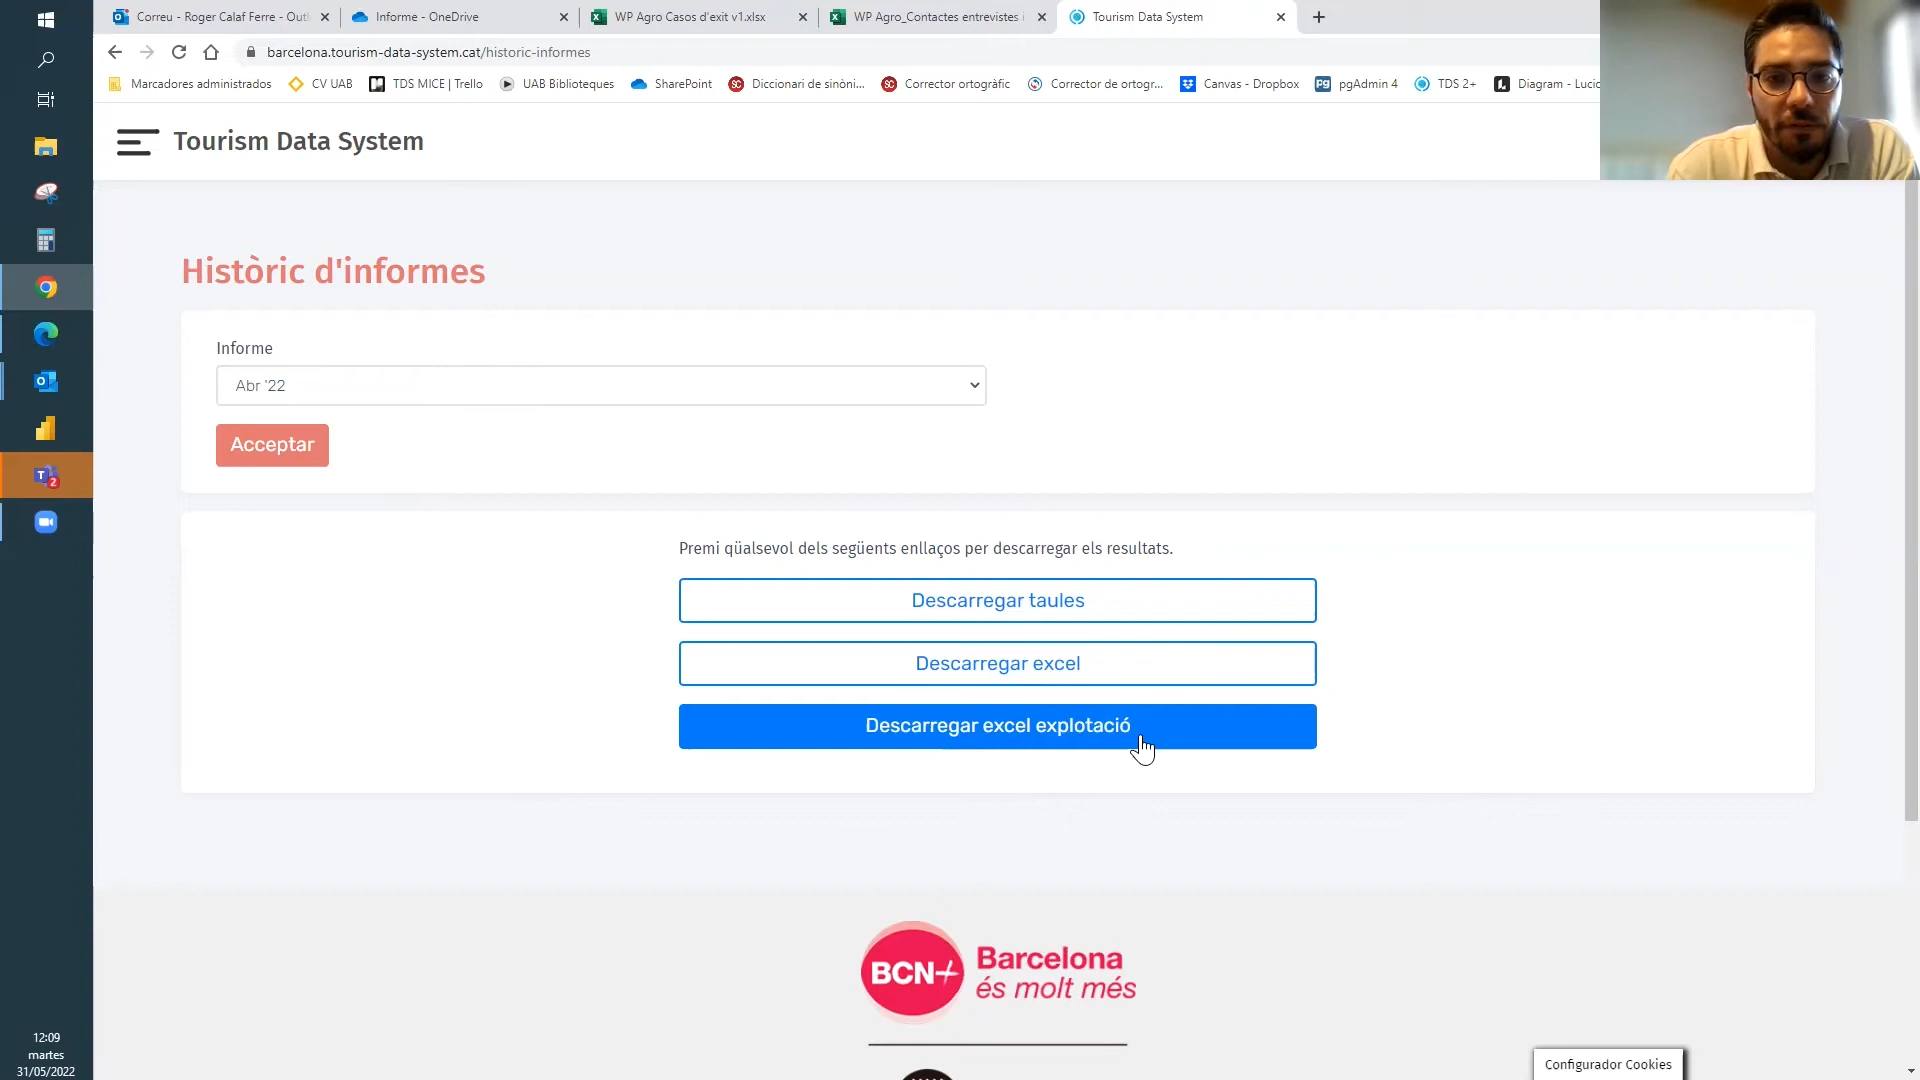 Correu - Roger Calaf Ferre - Outl
Informe - OneDrive
WP Agro Casos d'exit v1.xlsx
WP Agro_Contactes entrevistes i
Tourism Data System
barcelona.tourism-data-system.cat/historic-informes
Marcadores administrados
CV UAB
TDS MICE | Trello
UAB Biblioteques
SharePoint
Diccionari de sinòni...
Corrector ortogràfic
Corrector de ortogr...
Canvas - Dropbox
pgAdmin 4
TDS 2+
Diagram - Lucid
Tourism Data System
Històric d'informes
Informe
Abr '22
Acceptar
Premi qüalsevol dels següents enllaços per descarregar els resultats.
Descarregar taules
Descarregar excel
Descarregar excel explotació
BCN+
Barcelona
és molt més
Configurador Cookies
12:09
martes
31/05/2022